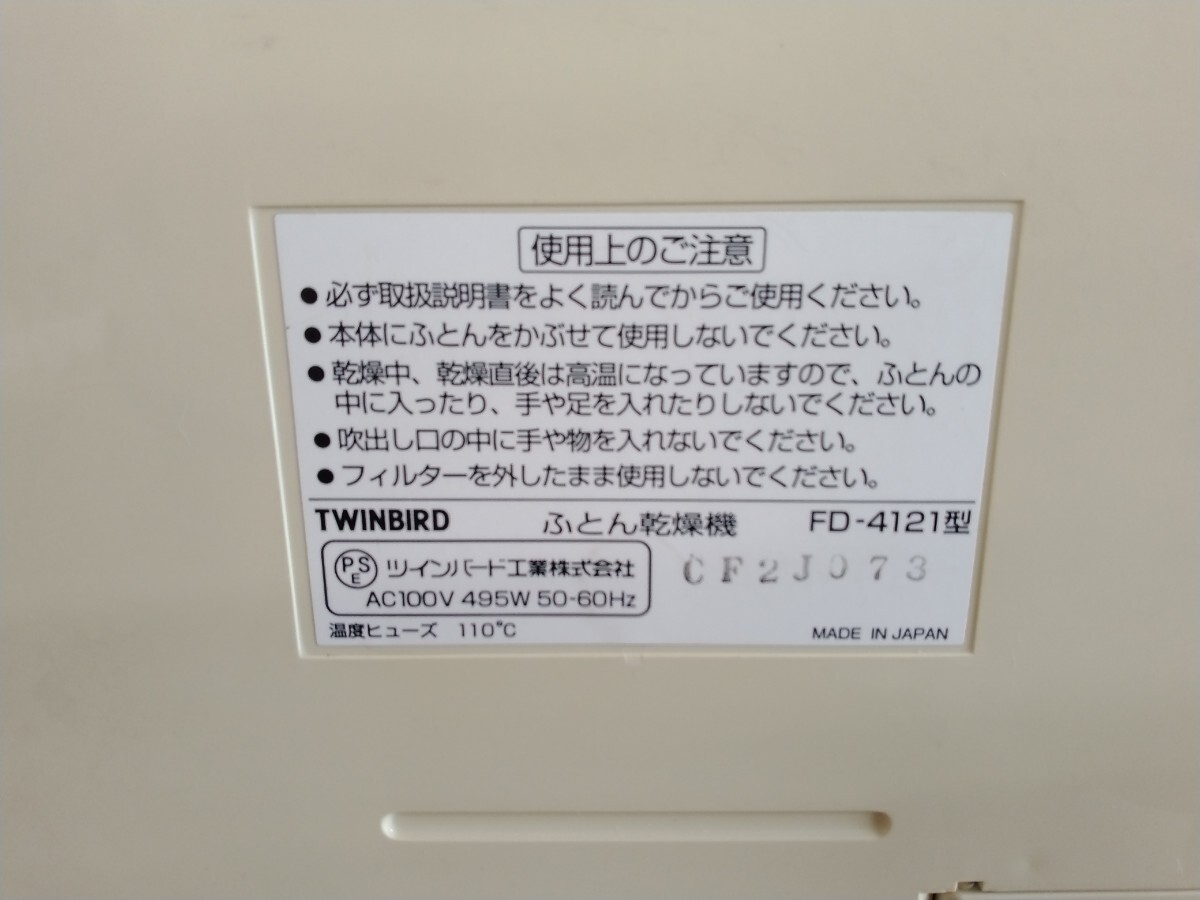 使用上のご注意
●必ず取扱説明書をよく読んでからご使用ください。
●本体にふとんをかぶせて使用しないでください。
●乾燥中、乾燥直後は高温になっていますので、ふとんの
中に入ったり、手や足を入れたりしないでください。
●吹出し口の中に手や物を入れないでください。
●フィルターを外したまま使用しないでください。
TWINBIRD ふとん乾燥機 FD-4121型
PSE ツインバード工業株式会社 CF2J073
AC100V 495W 50-60Hz
温度ヒューズ 110°C MADE IN JAPAN